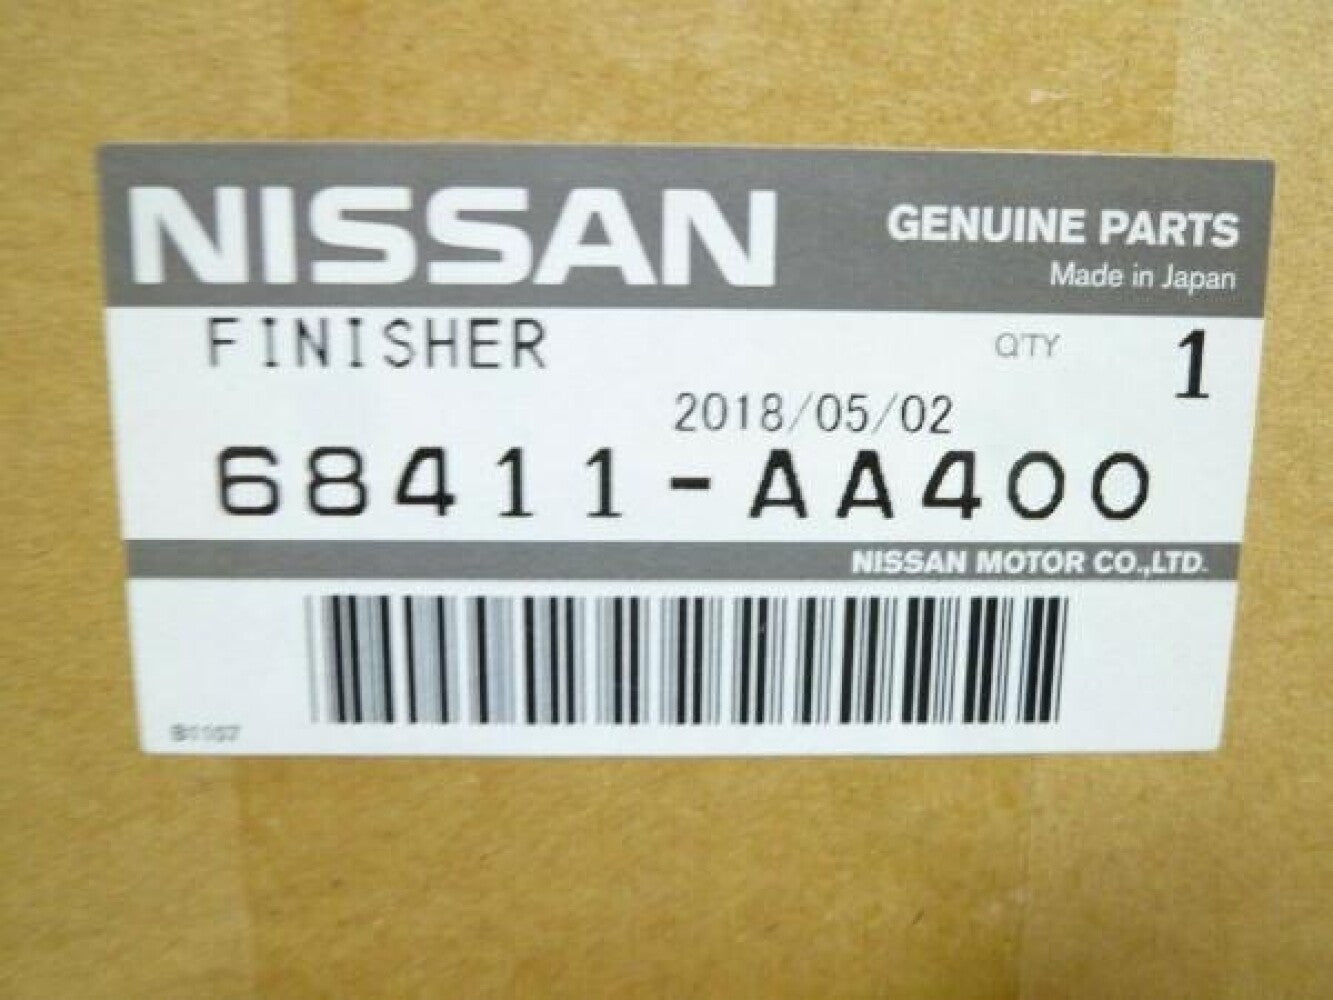 NISSAN
GENUINE PARTS
Made in Japan
FINISHER
Q'TY 1
2018/05/02
68411-AA400
NISSAN MOTOR CO.,LTD.